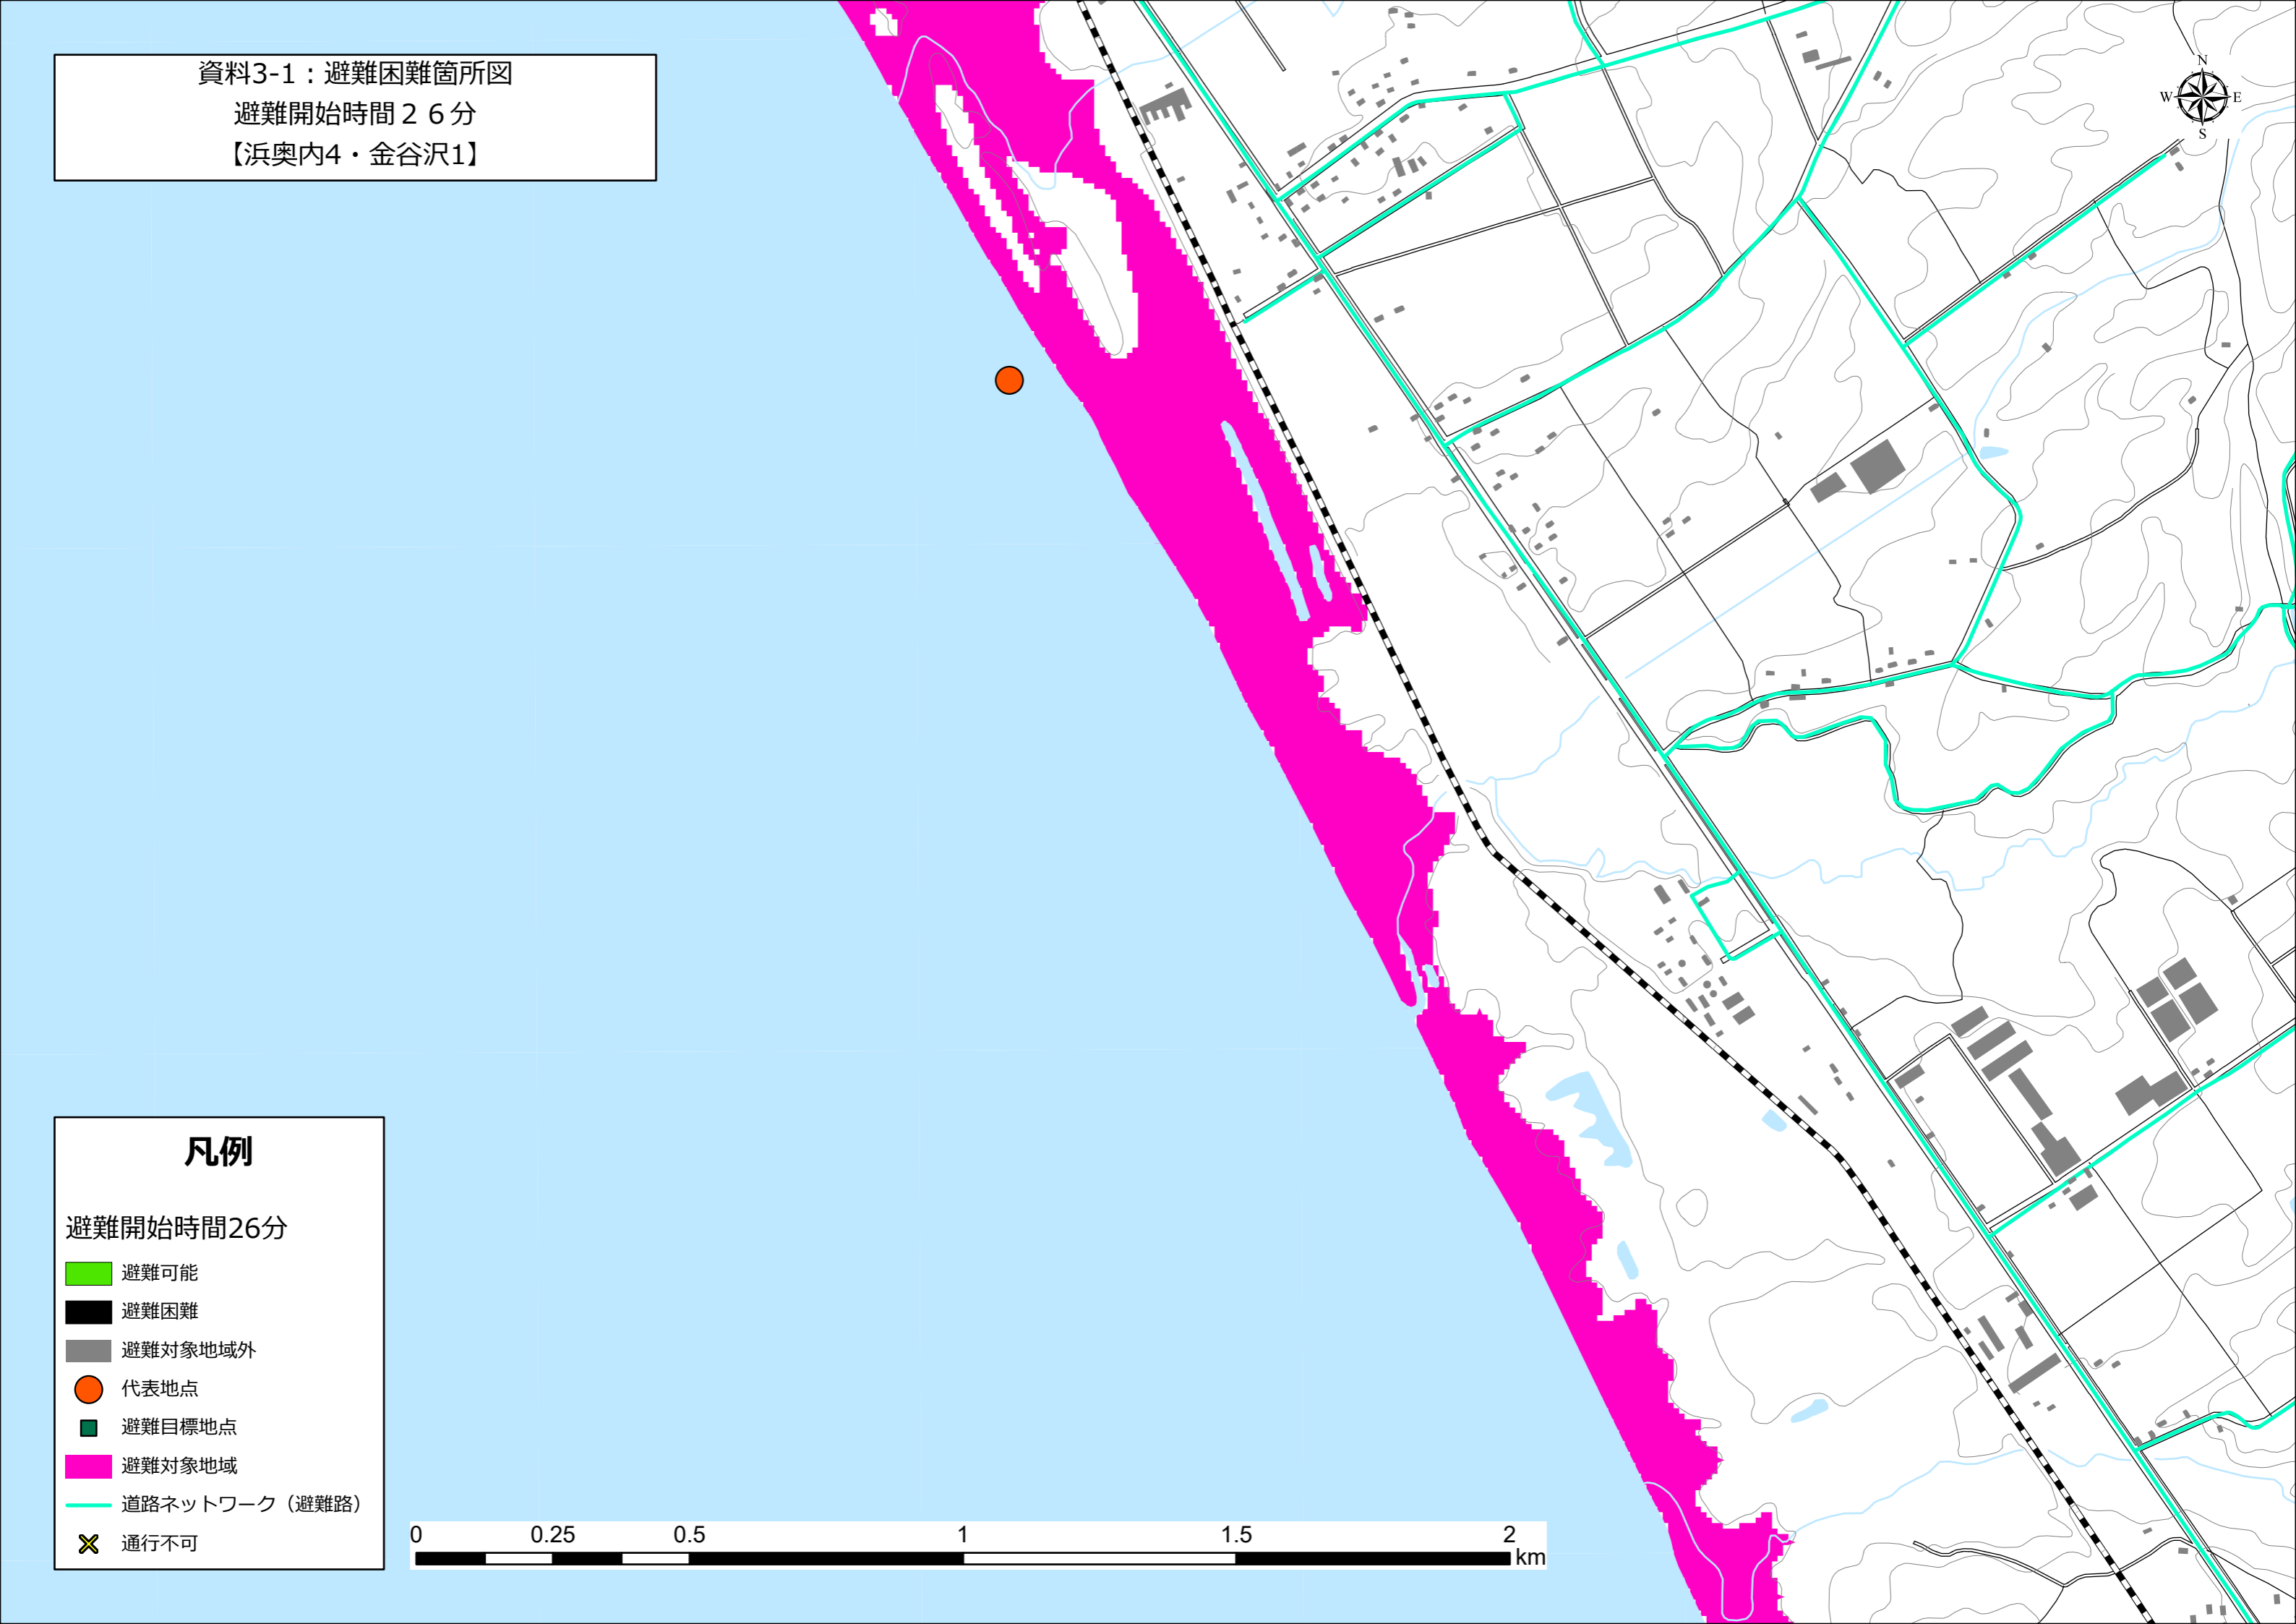 資料3-1：避難困難箇所図
避難開始時間２６分
【浜奥内4・金谷沢1】
N
W E
S
凡例
避難開始時間26分
避難可能
避難困難
避難対象地域外
代表地点
避難目標地点
避難対象地域
道路ネットワーク（避難路）
通行不可
0 0.25 0.5 1 1.5 2
km